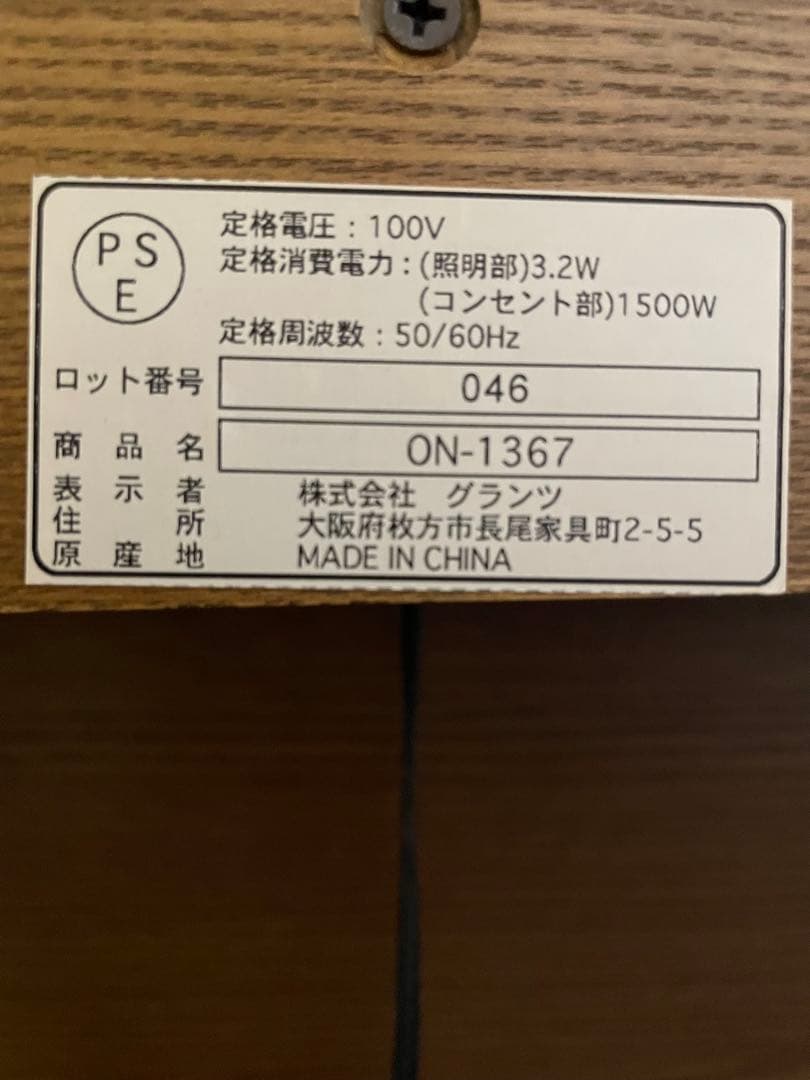 PS
E
定格電圧：100V
定格消費電力：(照明部)3.2W
(コンセント部)1500W
定格周波数：50/60Hz
ロット番号 046
商品名 ON-1367
表示者 株式会社 グランツ
住所 大阪府枚方市長尾家具町2-5-5
原産地 MADE IN CHINA